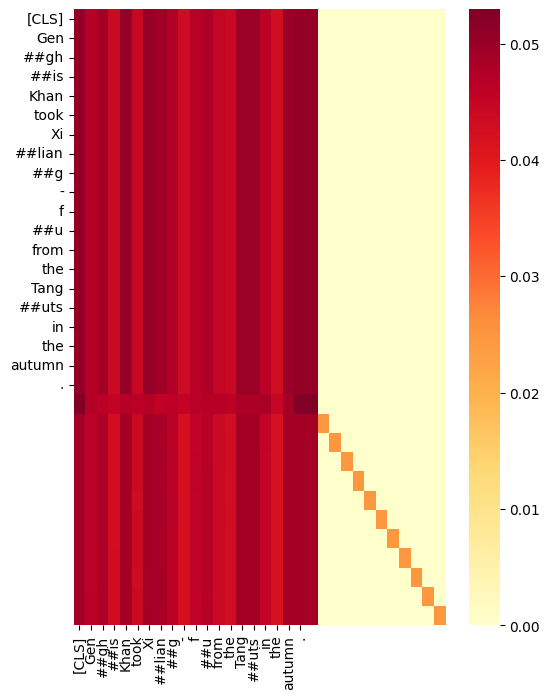 [CLS]
Gen
##gh
##is
Khan
took
Xi
##lian
##g
-
f
##u
from
the
Tang
##uts
in
the
autumn
.
[CLS]
Gen
##gh
##is
Khan
took
Xi
##lian
##g
-
f
##u
from
the
Tang
##uts
in
the
autumn
.
0.05
0.04
0.03
0.02
0.01
0.00